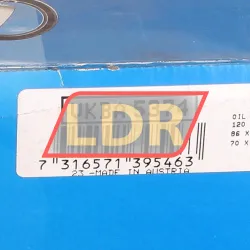 LDR
OIL
120
86 X
70 X
7 316571 395463
23 -MADE IN AUSTRIA